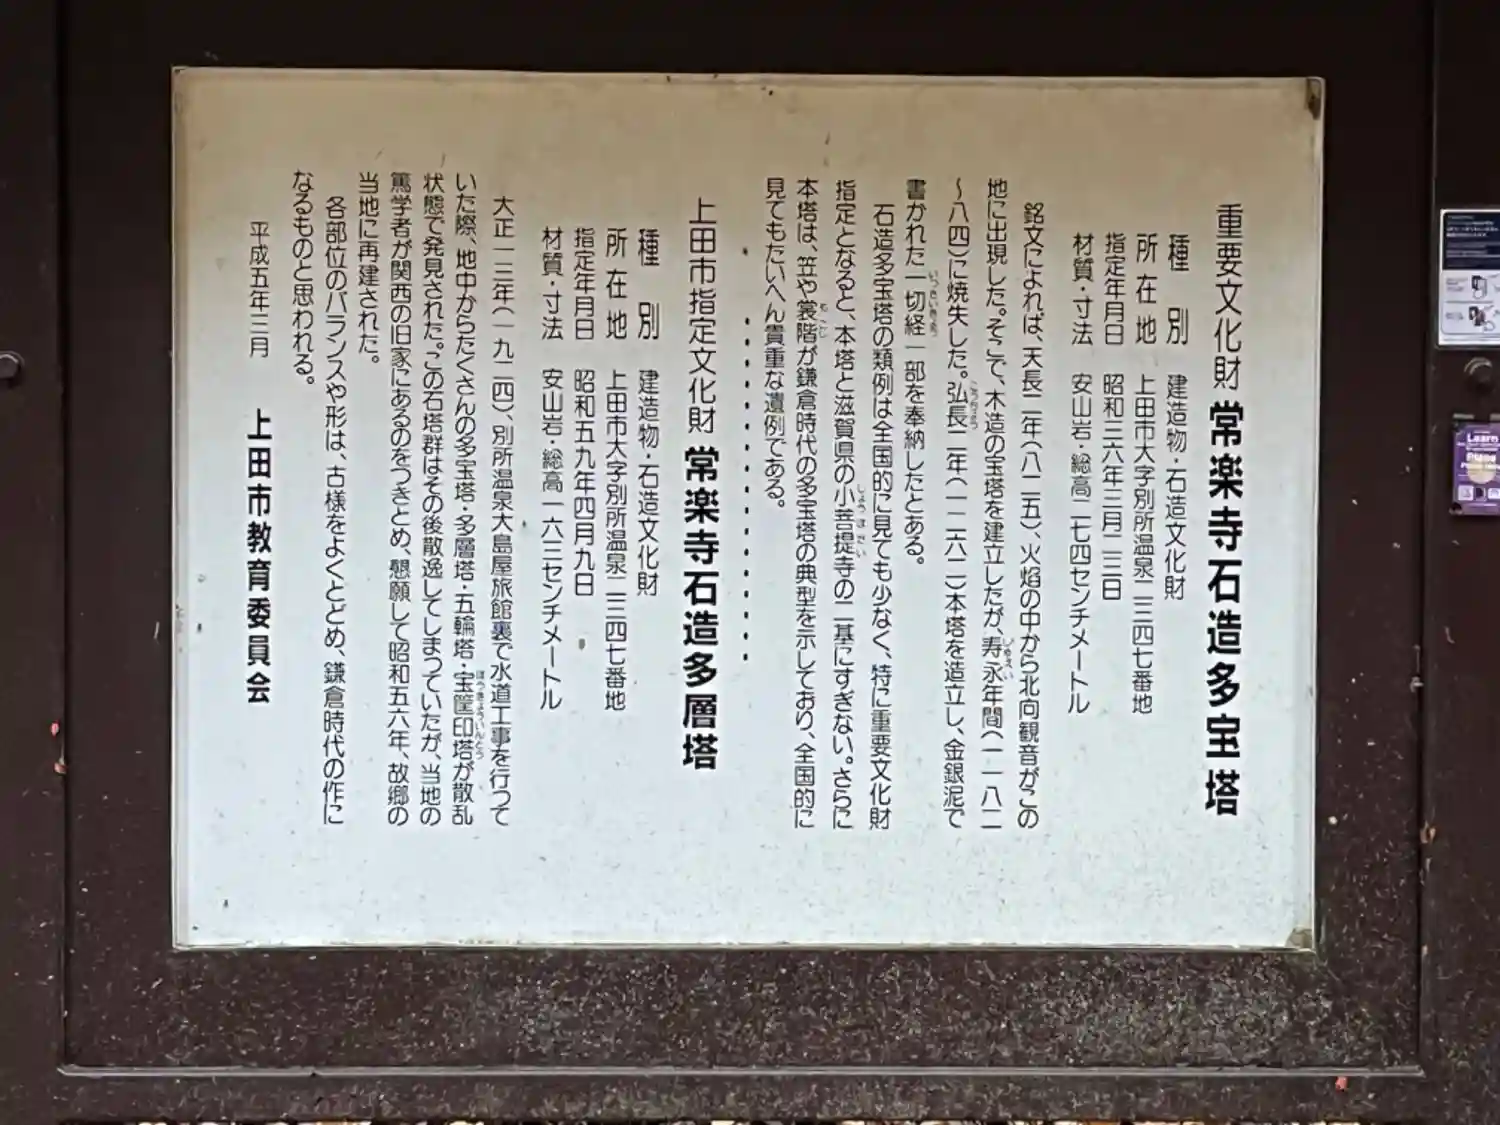 重要文化財 常楽寺石造多宝塔
種別 建造物・石造文化財
所在地 上田市大字別所温泉二三四七番地
指定年月日 昭和三六年三月二三日
材質・寸法 安山岩・総高二七四センチメートル
銘文によれば、天長二年(八二五)、火焰の中から北向観音がこの
地に出現した。そこで、木造の宝塔を建立したが、寿永年間(一一八二
〜八四)に焼失した。弘長二年(一二六二)本塔を造立し、金銀泥で
書かれた一切経一部を奉納したとある。
石造多宝塔の類例は全国的に見ても少なく、特に重要文化財
指定となると、本塔と滋賀県の小菩提寺の二基にすぎない。さらに
本塔は、笠や裳階が鎌倉時代の多宝塔の典型を示しており、全国的に
見てもたいへん貴重な遺例である。
上田市指定文化財 常楽寺石造多層塔
種別 建造物・石造文化財
所在地 上田市大字別所温泉二三四七番地
指定年月日 昭和五九年四月九日
材質・寸法 安山岩・総高一六三センチメートル
大正一三年(一九二四)、別所温泉大島屋旅館裏で水道工事を行って
いた際、地中からたくさんの多宝塔・多層塔・五輪塔・宝筐印塔が散乱
状態で発見された。この石塔群はその後散逸してしまっていたが、当地の
篤学者が関西の旧家にあるのをつきとめ、懇願して昭和五六年、故郷の
当地に再建された。
各部位のバランスや形は、古様をよくとどめ、鎌倉時代の作に
なるものと思われる。
平成五年三月 上田市教育委員会
Learn